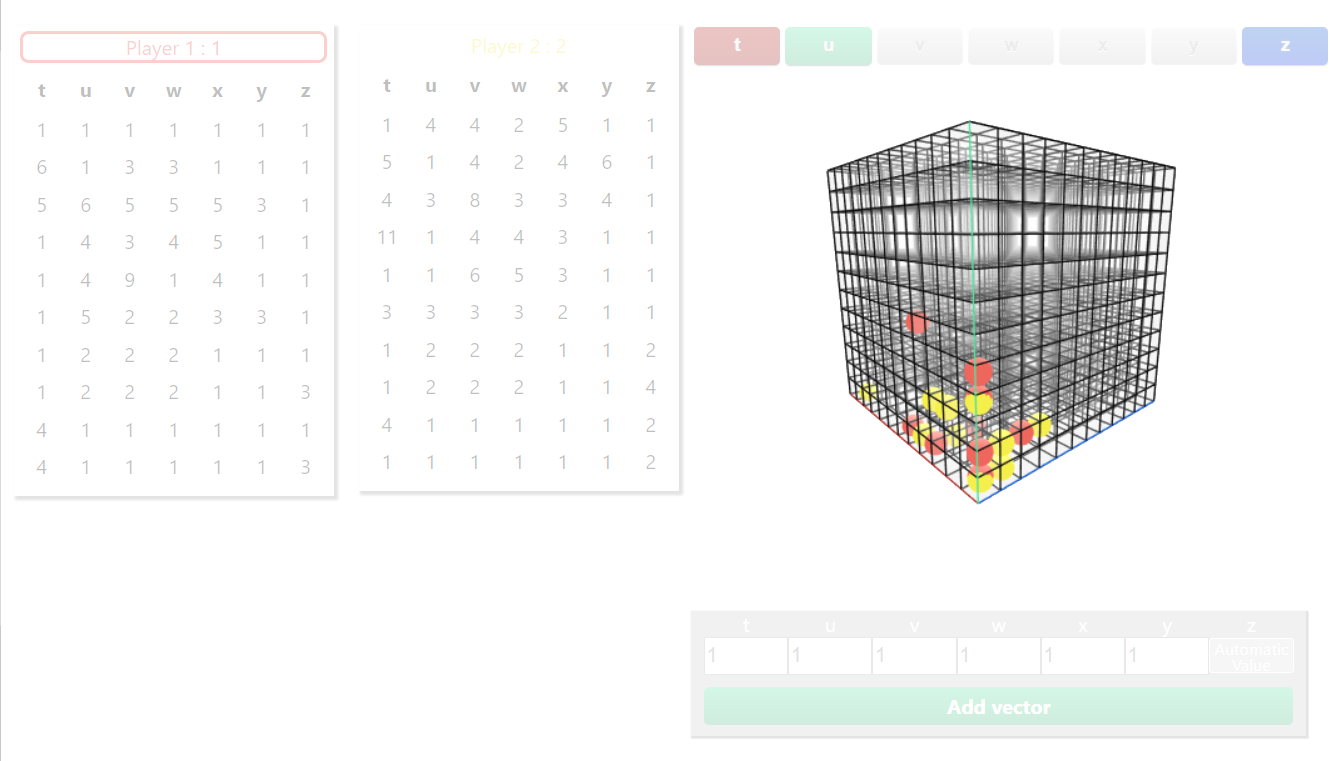 Player 1 : 1
t u v w x y z
1 1 1 1 1 1 1
6 1 3 3 1 1 1
5 6 5 5 5 3 1
1 4 3 4 5 1 1
1 4 9 1 4 1 1
1 5 2 2 3 3 1
1 2 2 2 1 1 1
1 2 2 2 1 1 3
4 1 1 1 1 1 1
4 1 1 1 1 1 3
Player 2 : 2
t u v w x y z
1 4 4 2 5 1 1
5 1 4 2 4 6 1
4 3 8 3 3 4 1
11 1 4 4 3 1 1
1 1 6 5 3 1 1
3 3 3 3 2 1 1
1 2 2 2 1 1 2
1 2 2 2 1 1 4
4 1 1 1 1 1 2
1 1 1 1 1 1 2
t u v w x y z
t u v w x y z
1 1 1 1 1 1 Automatic
Value
Add vector